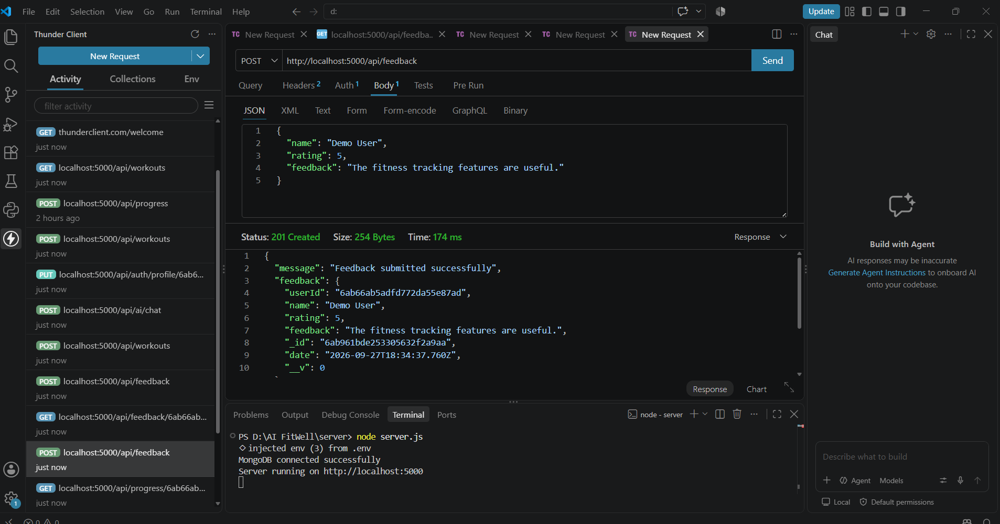 File Edit Selection View Go Run Terminal Help
d:
Update
Thunder Client
New Request
Activity Collections Env
filter activity
GET thunderclient.com/welcome
just now
GET localhost:5000/api/workouts
just now
POST localhost:5000/api/progress
2 hours ago
POST localhost:5000/api/workouts
just now
PUT localhost:5000/api/auth/profile/6ab6...
just now
POST localhost:5000/api/ai/chat
just now
POST localhost:5000/api/workouts
just now
POST localhost:5000/api/feedback
just now
GET localhost:5000/api/feedback/6ab66ab...
just now
POST localhost:5000/api/feedback
just now
GET localhost:5000/api/progress/6ab66ab...
just now
1
0 0
TC New Request GET localhost:5000/api/feedba.. TC New Request TC New Request TC New Request
POST http://localhost:5000/api/feedback Send
Query Headers 2 Auth 1 Body 1 Tests Pre Run
JSON XML Text Form Form-encode GraphQL Binary
1 {
2 "name": "Demo User",
3 "rating": 5,
4 "feedback": "The fitness tracking features are useful."
5 }
Status: 201 Created Size: 254 Bytes Time: 174 ms Response
1 {
2 "message": "Feedback submitted successfully",
3 "feedback": {
4 "userId": "6ab66ab5adfd772da55e87ad",
5 "name": "Demo User",
6 "rating": 5,
7 "feedback": "The fitness tracking features are useful.",
8 "_id": "6ab961bde253305632f2a9aa",
9 "date": "2026-09-27T18:34:37.760Z",
10 "__v": 0
Response Chart
Problems Output Debug Console Terminal Ports node - server
PS D:\AI FitWell\server> node server.js
◇ injected env (3) from .env
MongoDB connected successfully
Server running on http://localhost:5000
Chat
Build with Agent
AI responses may be inaccurate
Generate Agent Instructions to onboard AI
onto your codebase.
Describe what to build
Agent Models
Local Default permissions